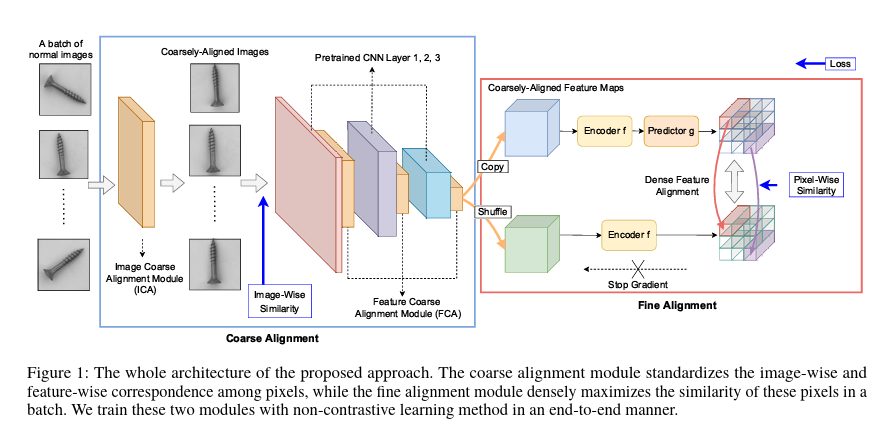 A batch of
normal images
Coarsely-Aligned Images
Pretrained CNN Layer 1, 2, 3
Loss
Coarsely-Aligned Feature Maps
Encoder f
Predictor g
Copy
Dense Feature
Alignment
Pixel-Wise
Similarity
Shuffle
Encoder f
Stop Gradient
Image Coarse
Alignment Module
(ICA)
Image-Wise
Similarity
Feature Coarse
Alignment Module (FCA)
Coarse Alignment
Fine Alignment
Figure 1: The whole architecture of the proposed approach. The coarse alignment module standardizes the image-wise and
feature-wise correspondence among pixels, while the fine alignment module densely maximizes the similarity of these pixels in a
batch. We train these two modules with non-contrastive learning method in an end-to-end manner.